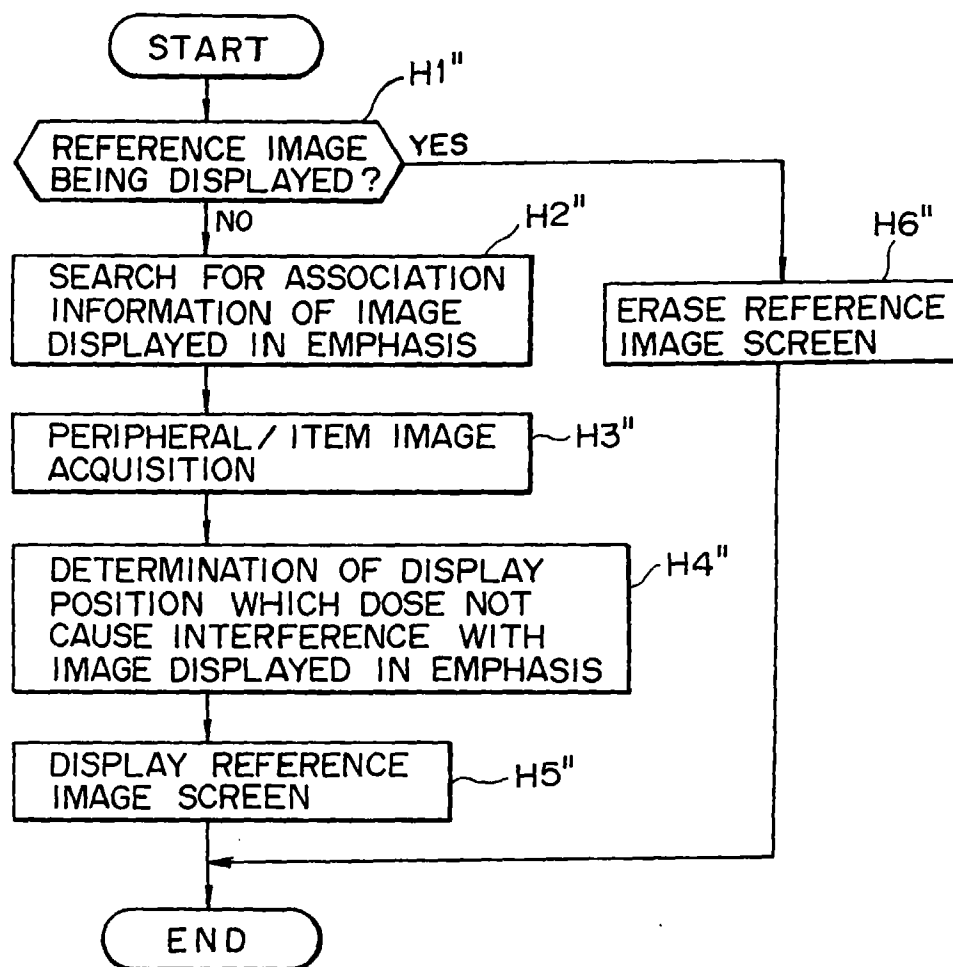 START
H1"
REFERENCE IMAGE
BEING DISPLAYED?
YES
NO
H2"
SEARCH FOR ASSOCIATION
INFORMATION OF IMAGE
DISPLAYED IN EMPHASIS
H6"
ERASE REFERENCE
IMAGE SCREEN
PERIPHERAL/ITEM IMAGE
ACQUISITION
H3"
DETERMINATION OF DISPLAY
POSITION WHICH DOSE NOT
CAUSE INTERFERENCE WITH
IMAGE DISPLAYED IN EMPHASIS
H4"
DISPLAY REFERENCE
IMAGE SCREEN
H5"
END